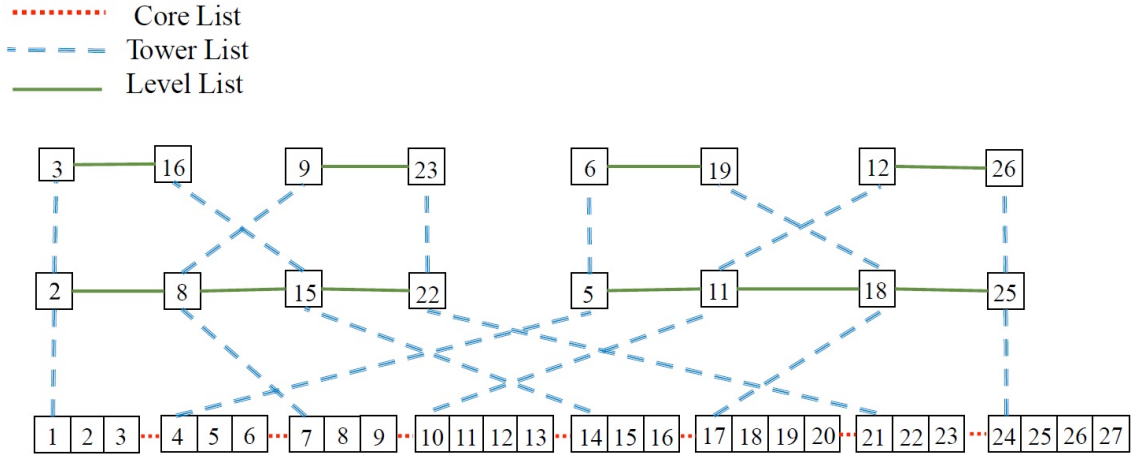 Core List
Tower List
Level List
3 16 9 23 6 19 12 26
2 8 15 22 5 11 18 25
1 2 3 4 5 6 7 8 9 10 11 12 13 14 15 16 17 18 19 20 21 22 23 24 25 26 27